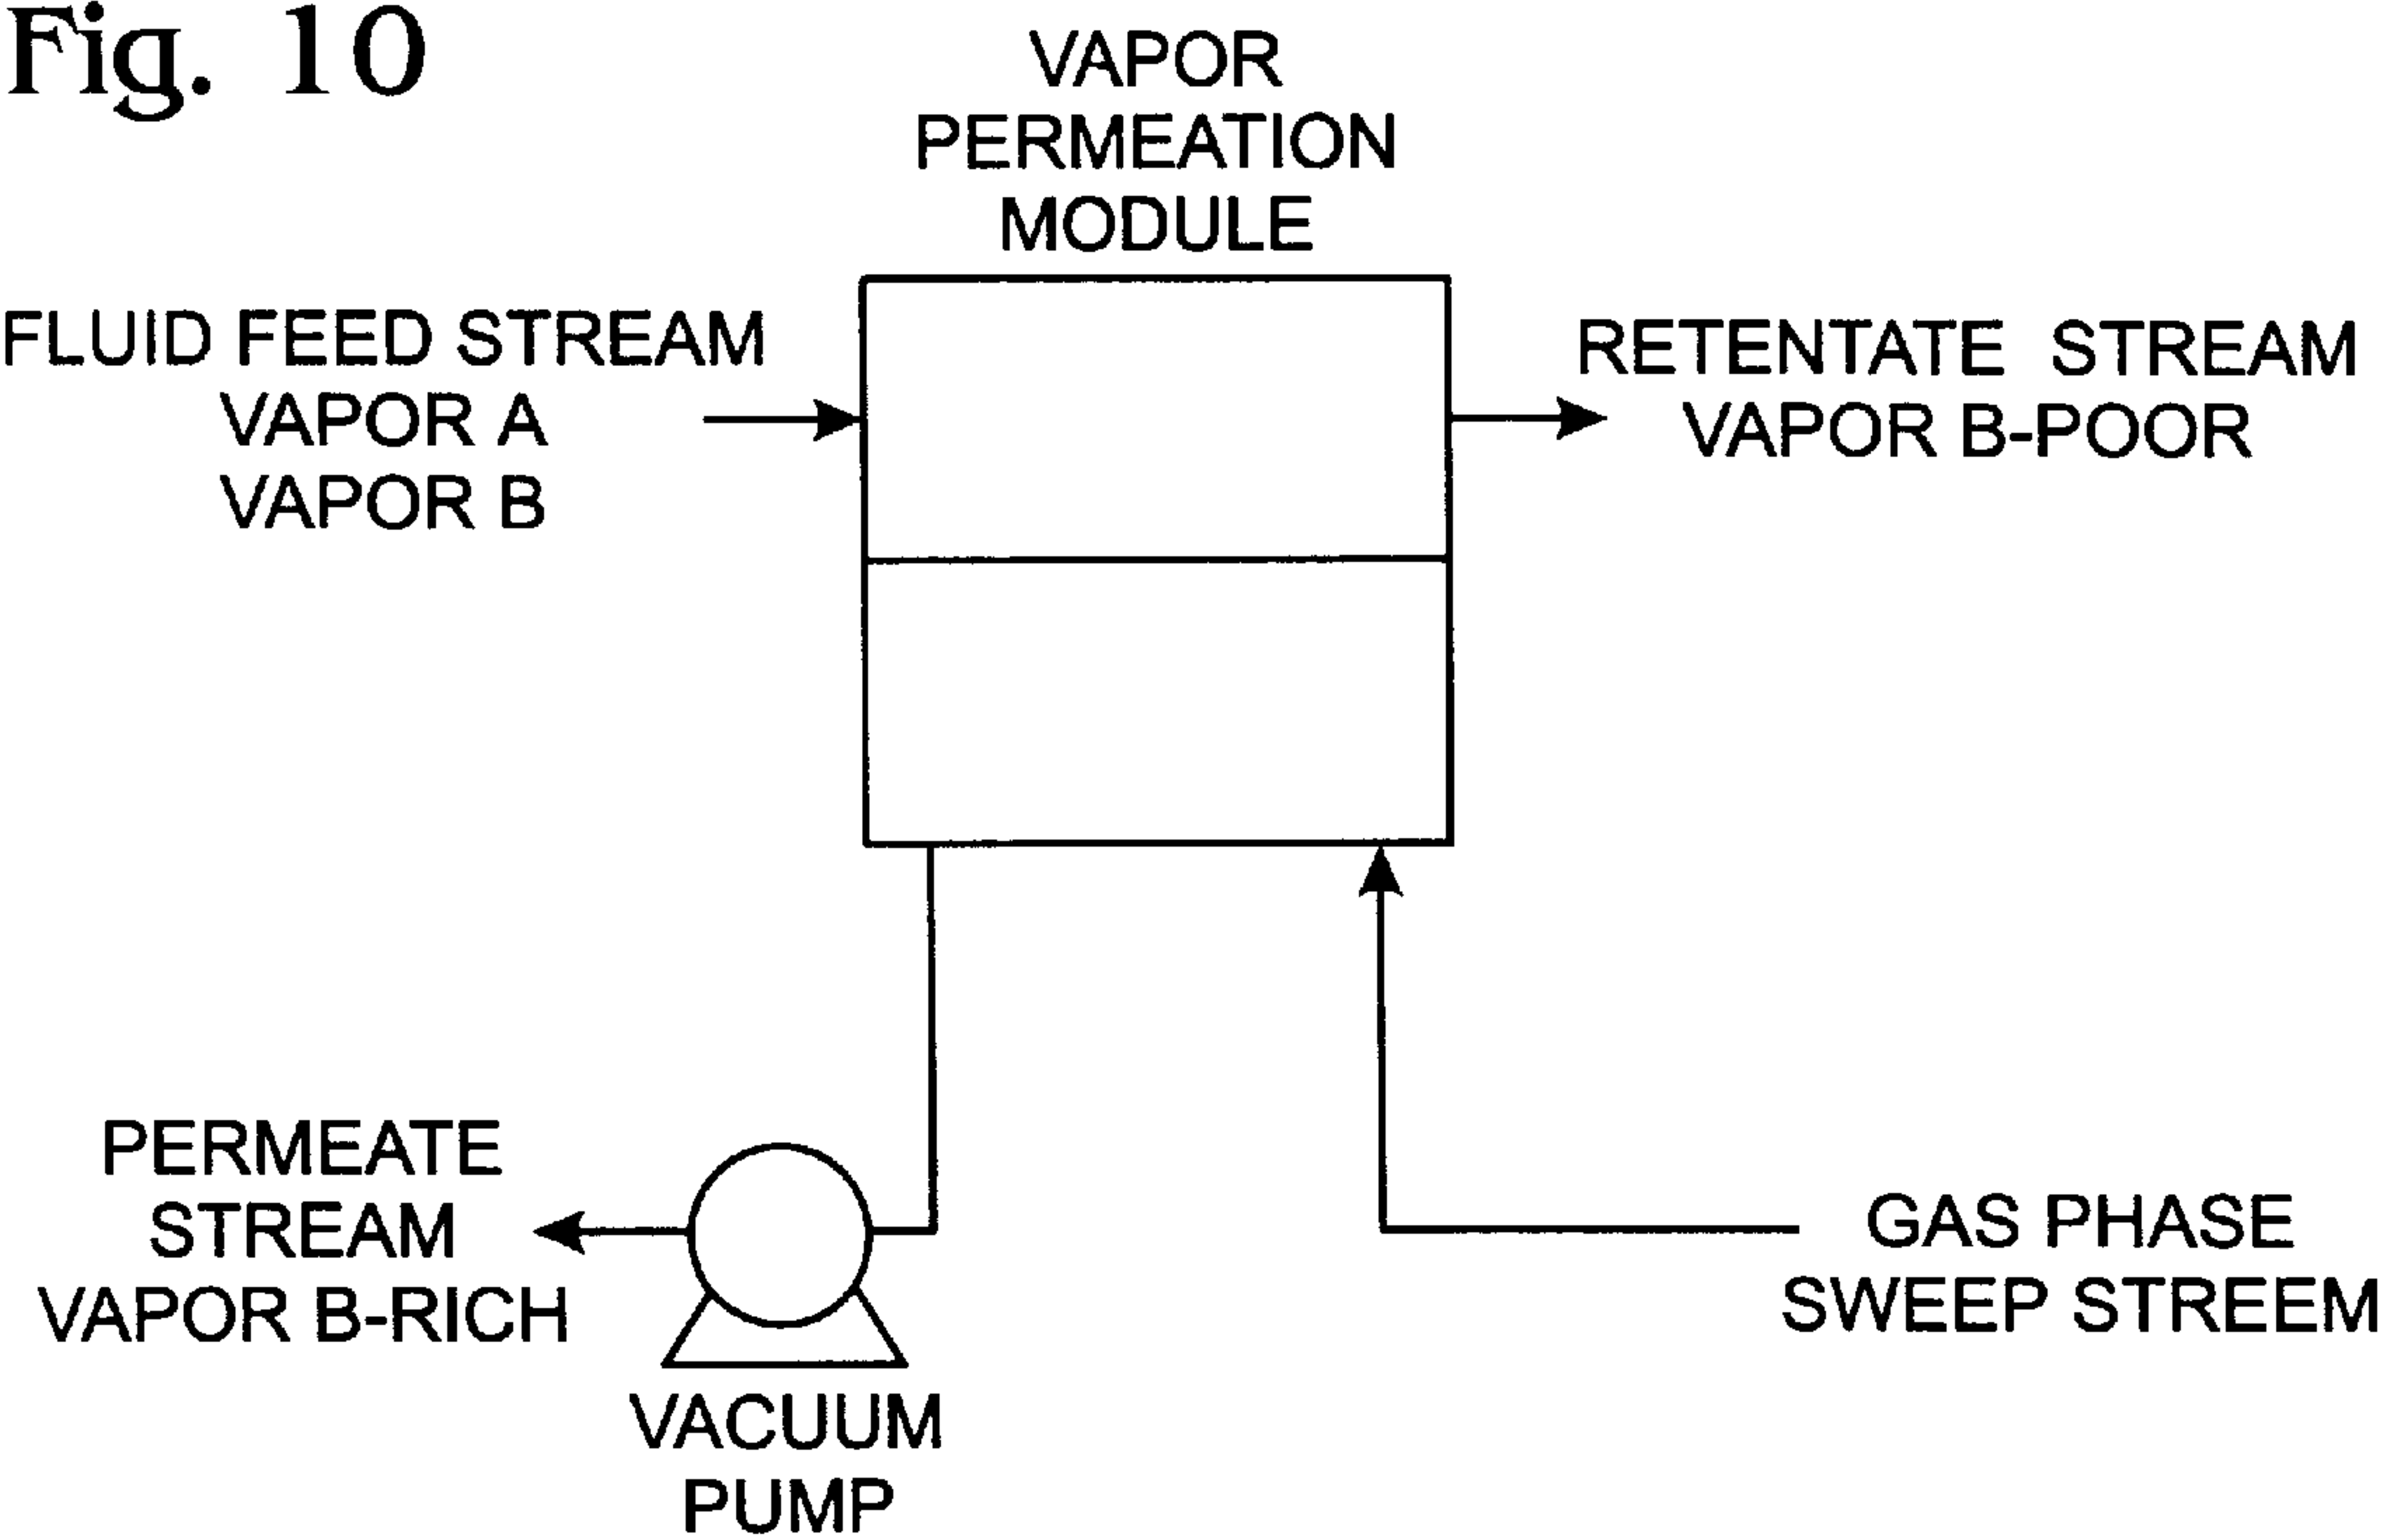 Fig. 10
VAPOR
PERMEATION
MODULE
FLUID FEED STREAM
VAPOR A
VAPOR B
RETENTATE STREAM
VAPOR B-POOR
PERMEATE
STREAM
VAPOR B-RICH
VACUUM
PUMP
GAS PHASE
SWEEP STREEM